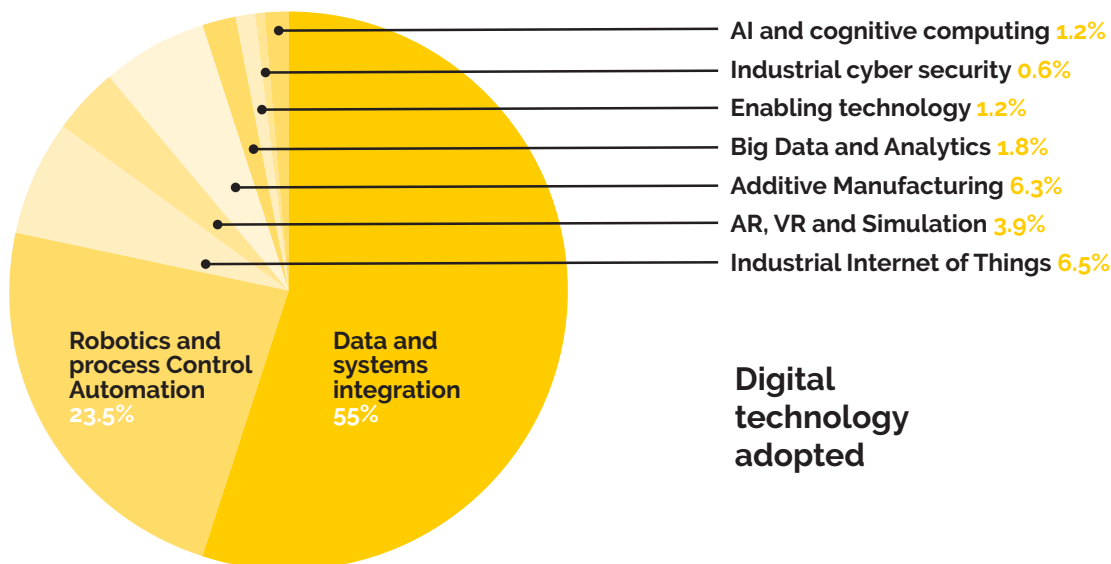 AI and cognitive computing 1.2%
Industrial cyber security 0.6%
Enabling technology 1.2%
Big Data and Analytics 1.8%
Additive Manufacturing 6.3%
AR, VR and Simulation 3.9%
Industrial Internet of Things 6.5%
Robotics and
process Control
Automation
23.5%
Data and
systems
integration
55%
Digital
technology
adopted